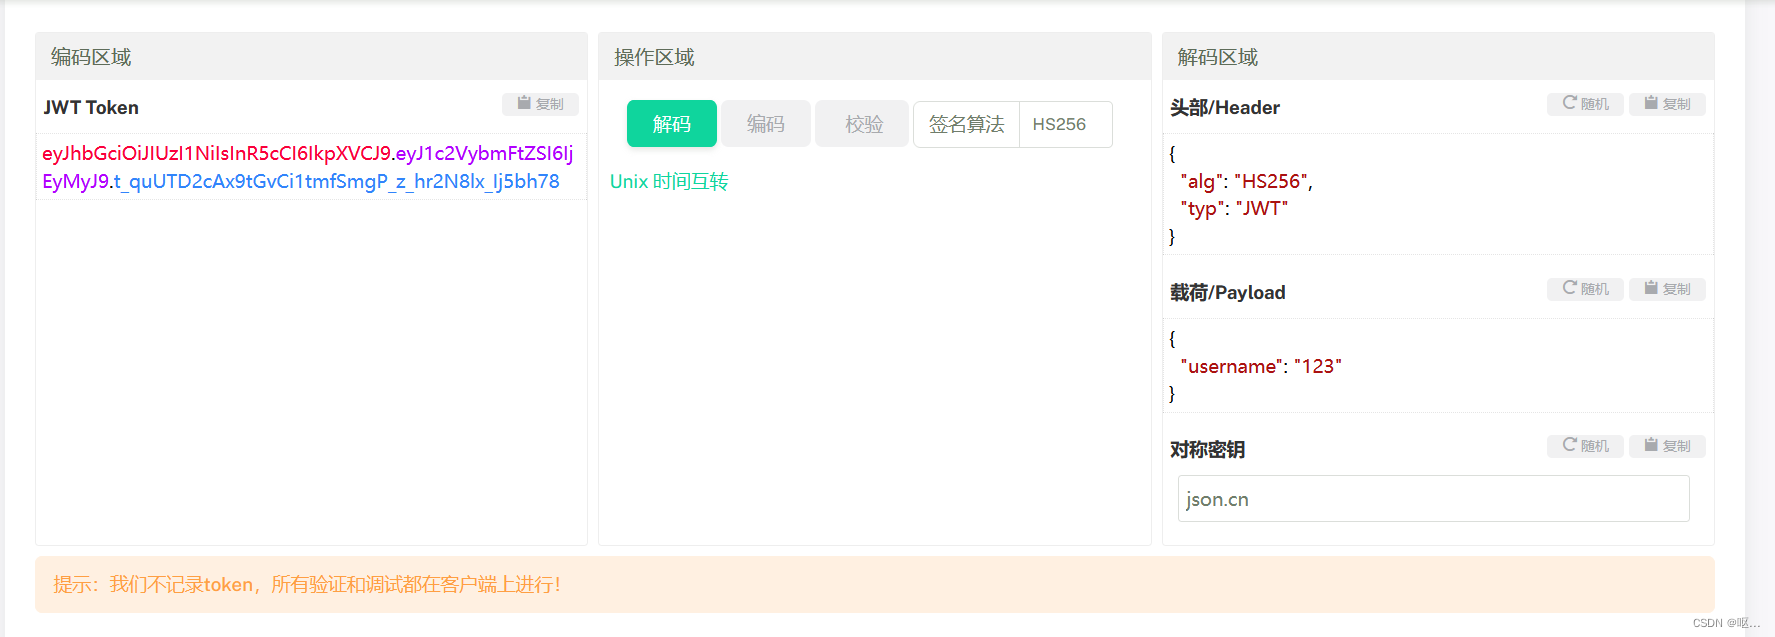 编码区域
JWT Token
复制
eyJhbGciOiJIUzI1NiIsInR5cCI6IkpXVCJ9.eyJ1c2VybmFtZSI6Ij
EyMyJ9.t_quUTD2cAx9tGvCi1tmfSmgP_z_hr2N8lx_Ij5bh78
操作区域
解码
编码
校验
签名算法
HS256
Unix 时间互转
解码区域
头部/Header
随机
复制
{
"alg": "HS256",
"typ": "JWT"
}
载荷/Payload
随机
复制
{
"username": "123"
}
对称密钥
随机
复制
json.cn
提示：我们不记录token，所有验证和调试都在客户端上进行！
CSDN @呕...